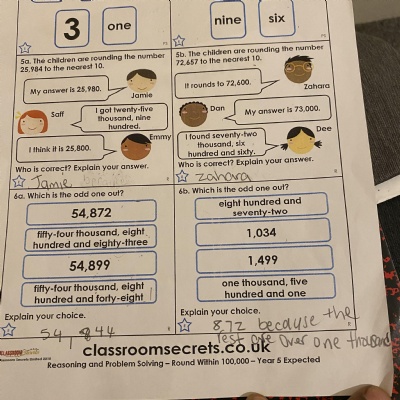 3
one
nine
six
5a. The children are rounding the number
25,984 to the nearest 10.
My answer is 25,980.
Jamie
Saff
I got twenty-five
thousand, nine
hundred.
I think it is 25,800.
Emmy
Who is correct? Explain your answer.
Jamie
5b. The children are rounding the number
72,657 to the nearest 10.
It rounds to 72,600.
Zahara
Dan
My answer is 73,000.
I found seventy-two
thousand, six
hundred and sixty.
Dee
Who is correct? Explain your answer.
zahara
6a. Which is the odd one out?
54,872
fifty-four thousand, eight
hundred and eighty-three
54,899
fifty-four thousand, eight
hundred and forty-eight
Explain your choice.
54, 844
6b. Which is the odd one out?
eight hundred and
seventy-two
1,034
1,499
one thousand, five
hundred and one
Explain your choice.
872 because the
rest are over one thousand
classroomsecrets.co.uk
Reasoning and Problem Solving – Round Within 100,000 – Year 5 Expected